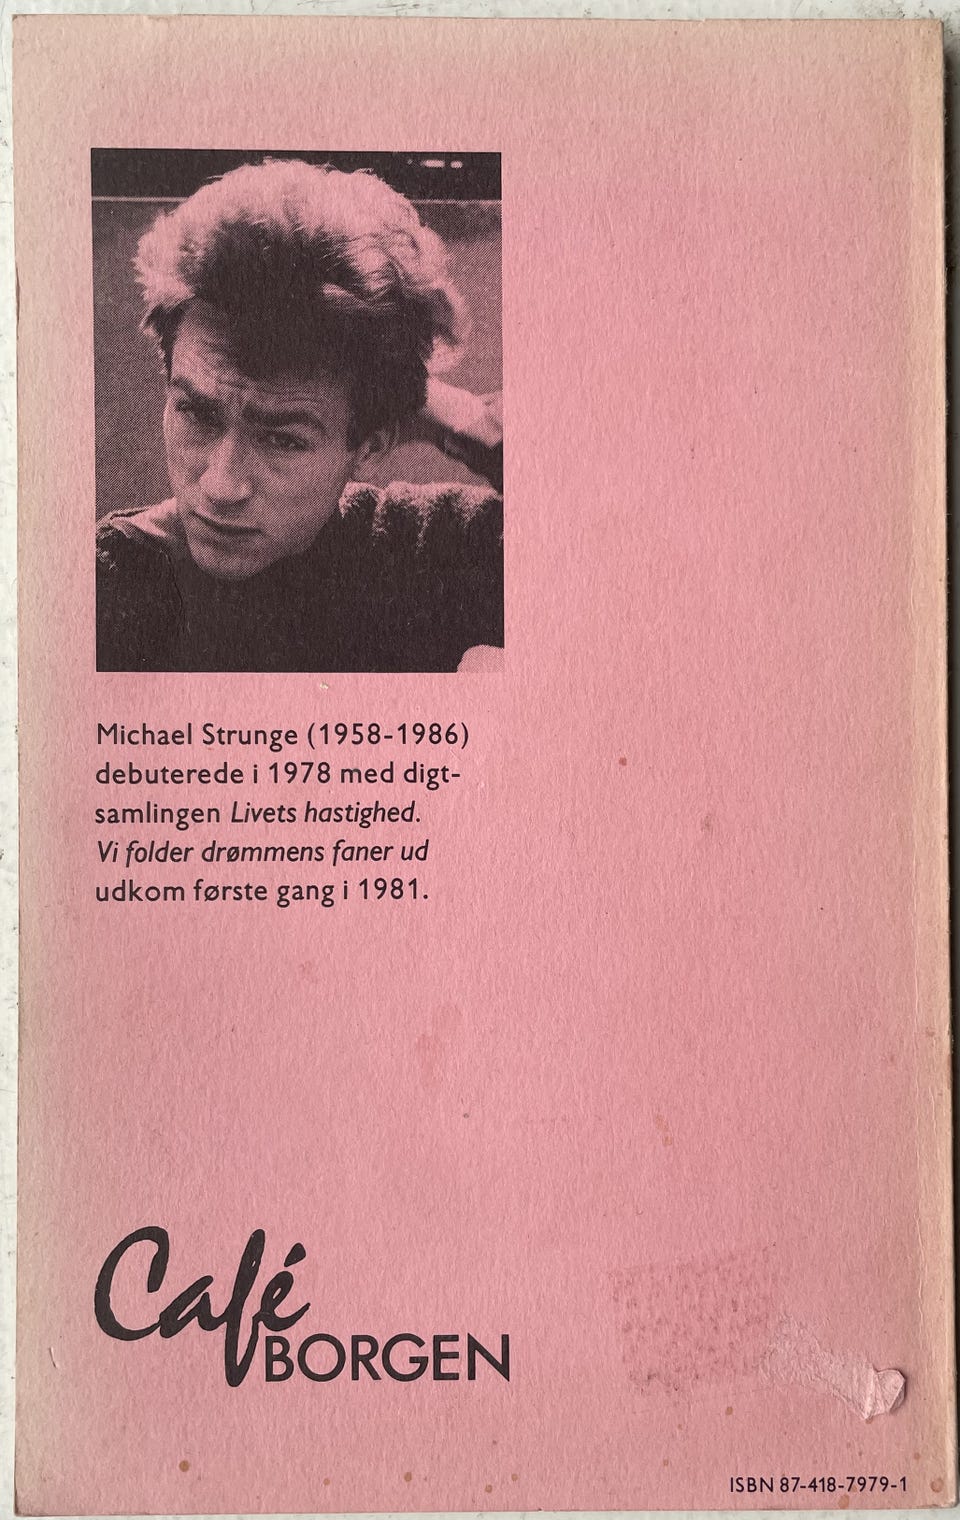 Michael Strunge (1958-1986)
debuterede i 1978 med digt-
samlingen Livets hastighed.
Vi folder drømmens faner ud
udkom første gang i 1981.
Café
BORGEN
ISBN 87-418-7979-1